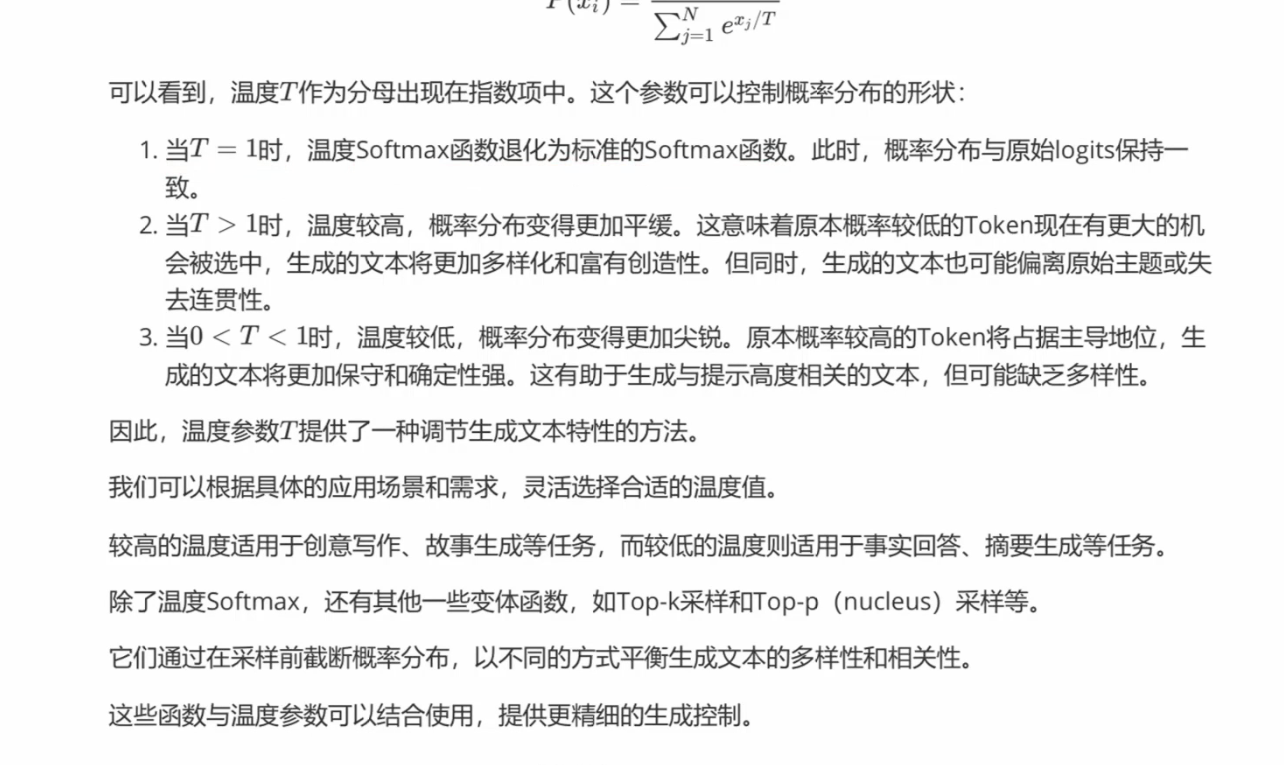 P(x_i) = \frac{}{\sum_{j=1}^{N} e^{x_j/T}}
可以看到，温度T作为分母出现在指数项中。这个参数可以控制概率分布的形状：
1. 当T = 1时，温度Softmax函数退化为标准的Softmax函数。此时，概率分布与原始logits保持一
致。
2. 当T > 1时，温度较高，概率分布变得更加平缓。这意味着原本概率较低的Token现在有更大的机
会被选中，生成的文本将更加多样化和富有创造性。但同时，生成的文本也可能偏离原始主题或失
去连贯性。
3. 当0 < T < 1时，温度较低，概率分布变得更加尖锐。原本概率较高的Token将占据主导地位，生
成的文本将更加保守和确定性强。这有助于生成与提示高度相关的文本，但可能缺乏多样性。
因此，温度参数T提供了一种调节生成文本特性的方法。
我们可以根据具体的应用场景和需求，灵活选择合适的温度值。
较高的温度适用于创意写作、故事生成等任务，而较低的温度则适用于事实回答、摘要生成等任务。
除了温度Softmax，还有其他一些变体函数，如Top-k采样和Top-p（nucleus）采样等。
它们通过在采样前截断概率分布，以不同的方式平衡生成文本的多样性和相关性。
这些函数与温度参数可以结合使用，提供更精细的生成控制。